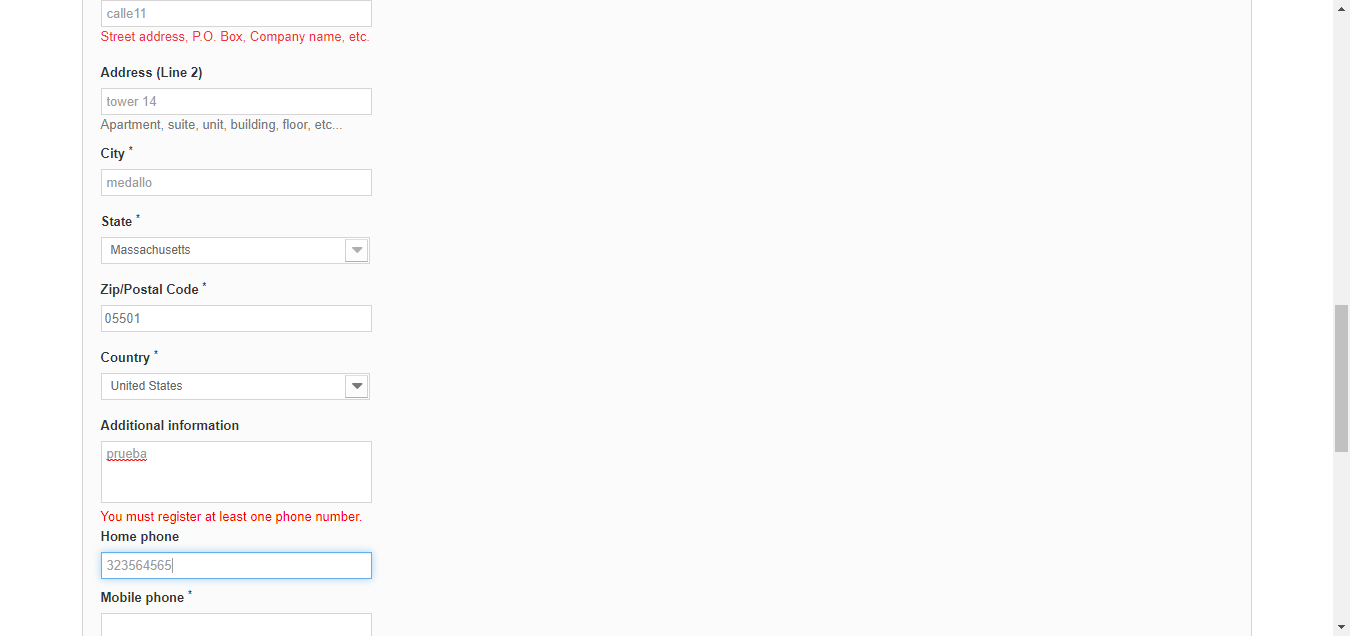 calle11
Street address, P.O. Box, Company name, etc.
Address (Line 2)
tower 14
Apartment, suite, unit, building, floor, etc...
City *
medallo
State *
Massachusetts
Zip/Postal Code *
05501
Country *
United States
Additional information
prueba
You must register at least one phone number.
Home phone
323564565
Mobile phone *